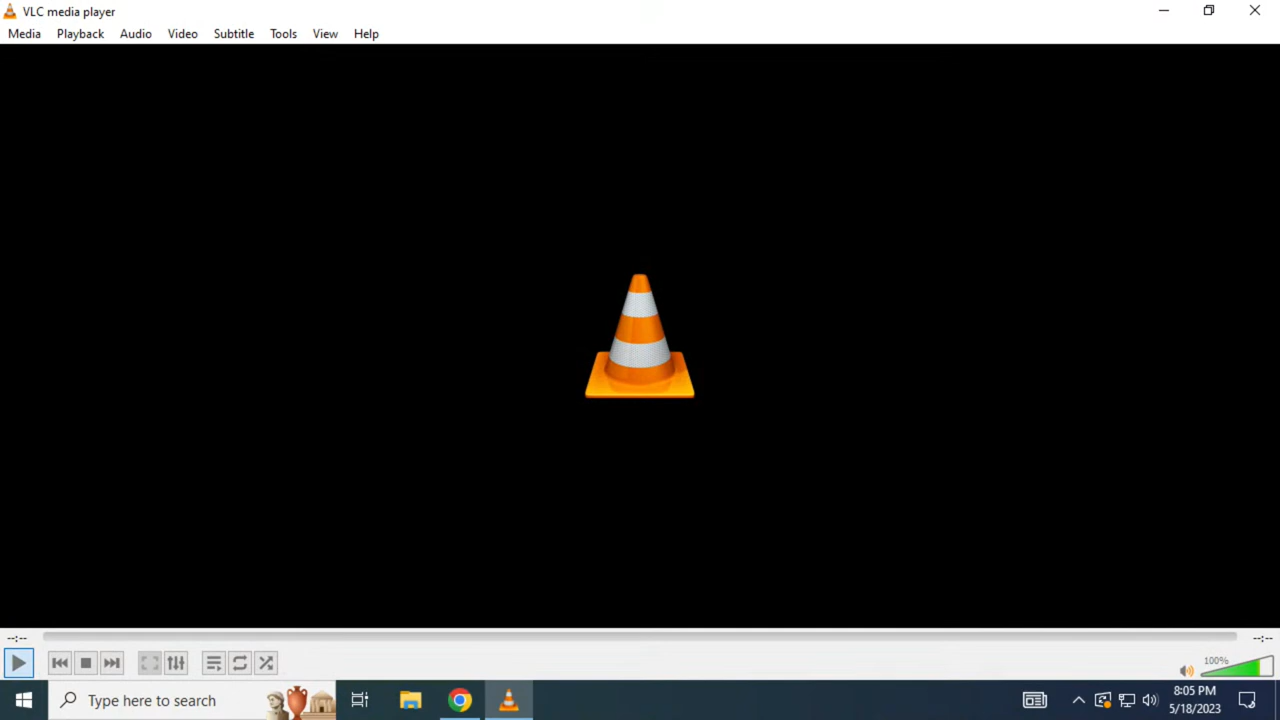 VLC media player
Media Playback Audio Video Subtitle Tools View Help
--:-- --:--
100%
Type here to search
8:05 PM
5/18/2023